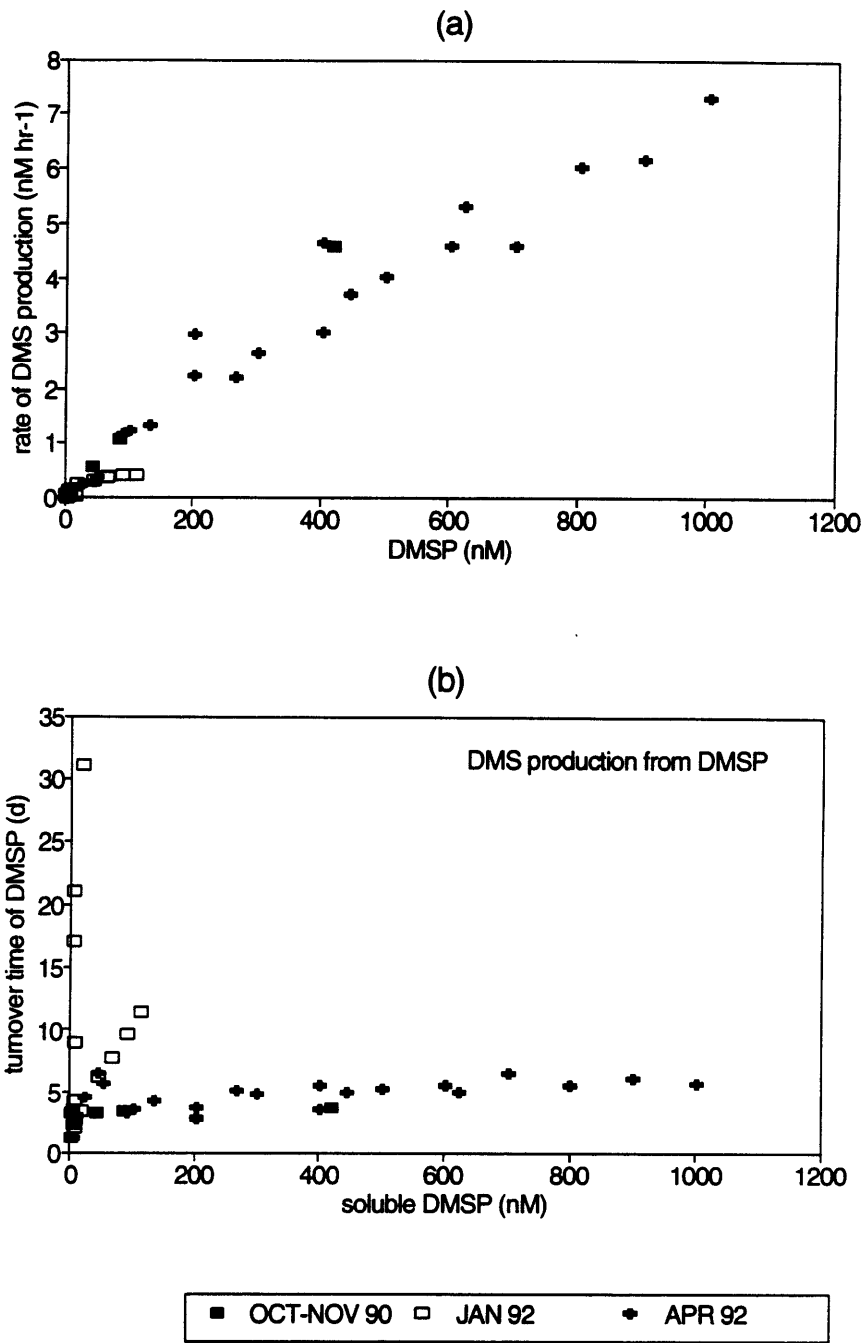 (a)
rate of DMS production (nM hr-1)
8
7
6
5
4
3
2
1
0
0 200 400 600 800 1000 1200
DMSP (nM)
(b)
turnover time of DMSP (d)
35
30
25
20
15
10
5
0
DMS production from DMSP
0 200 400 600 800 1000 1200
soluble DMSP (nM)
OCT-NOV 90 JAN 92 APR 92